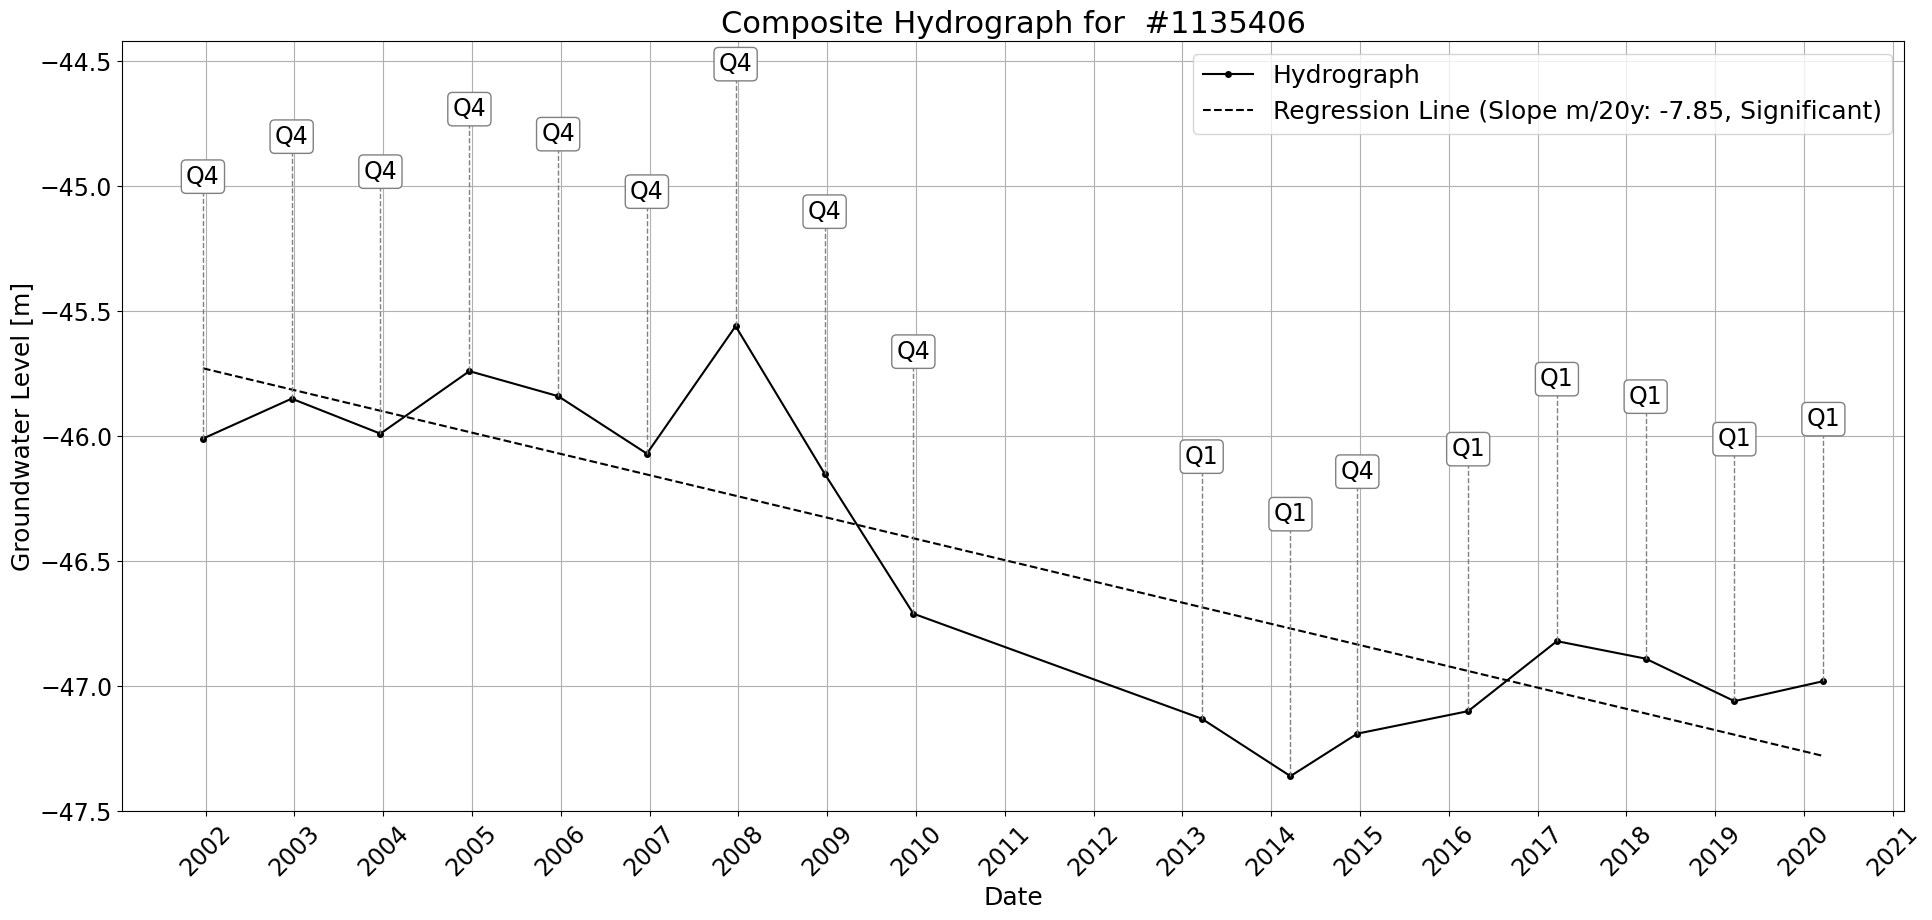 Composite Hydrograph for  #1135406
Hydrograph
Regression Line (Slope m/20y: -7.85, Significant)
Groundwater Level [m]
−44.5
−45.0
−45.5
−46.0
−46.5
−47.0
−47.5
Q4
Q4
Q4
Q4
Q4
Q4
Q4
Q4
Q4
Q1
Q1
Q4
Q1
Q1
Q1
Q1
Q1
2002
2003
2004
2005
2006
2007
2008
2009
2010
2011
2012
2013
2014
2015
2016
2017
2018
2019
2020
2021
Date